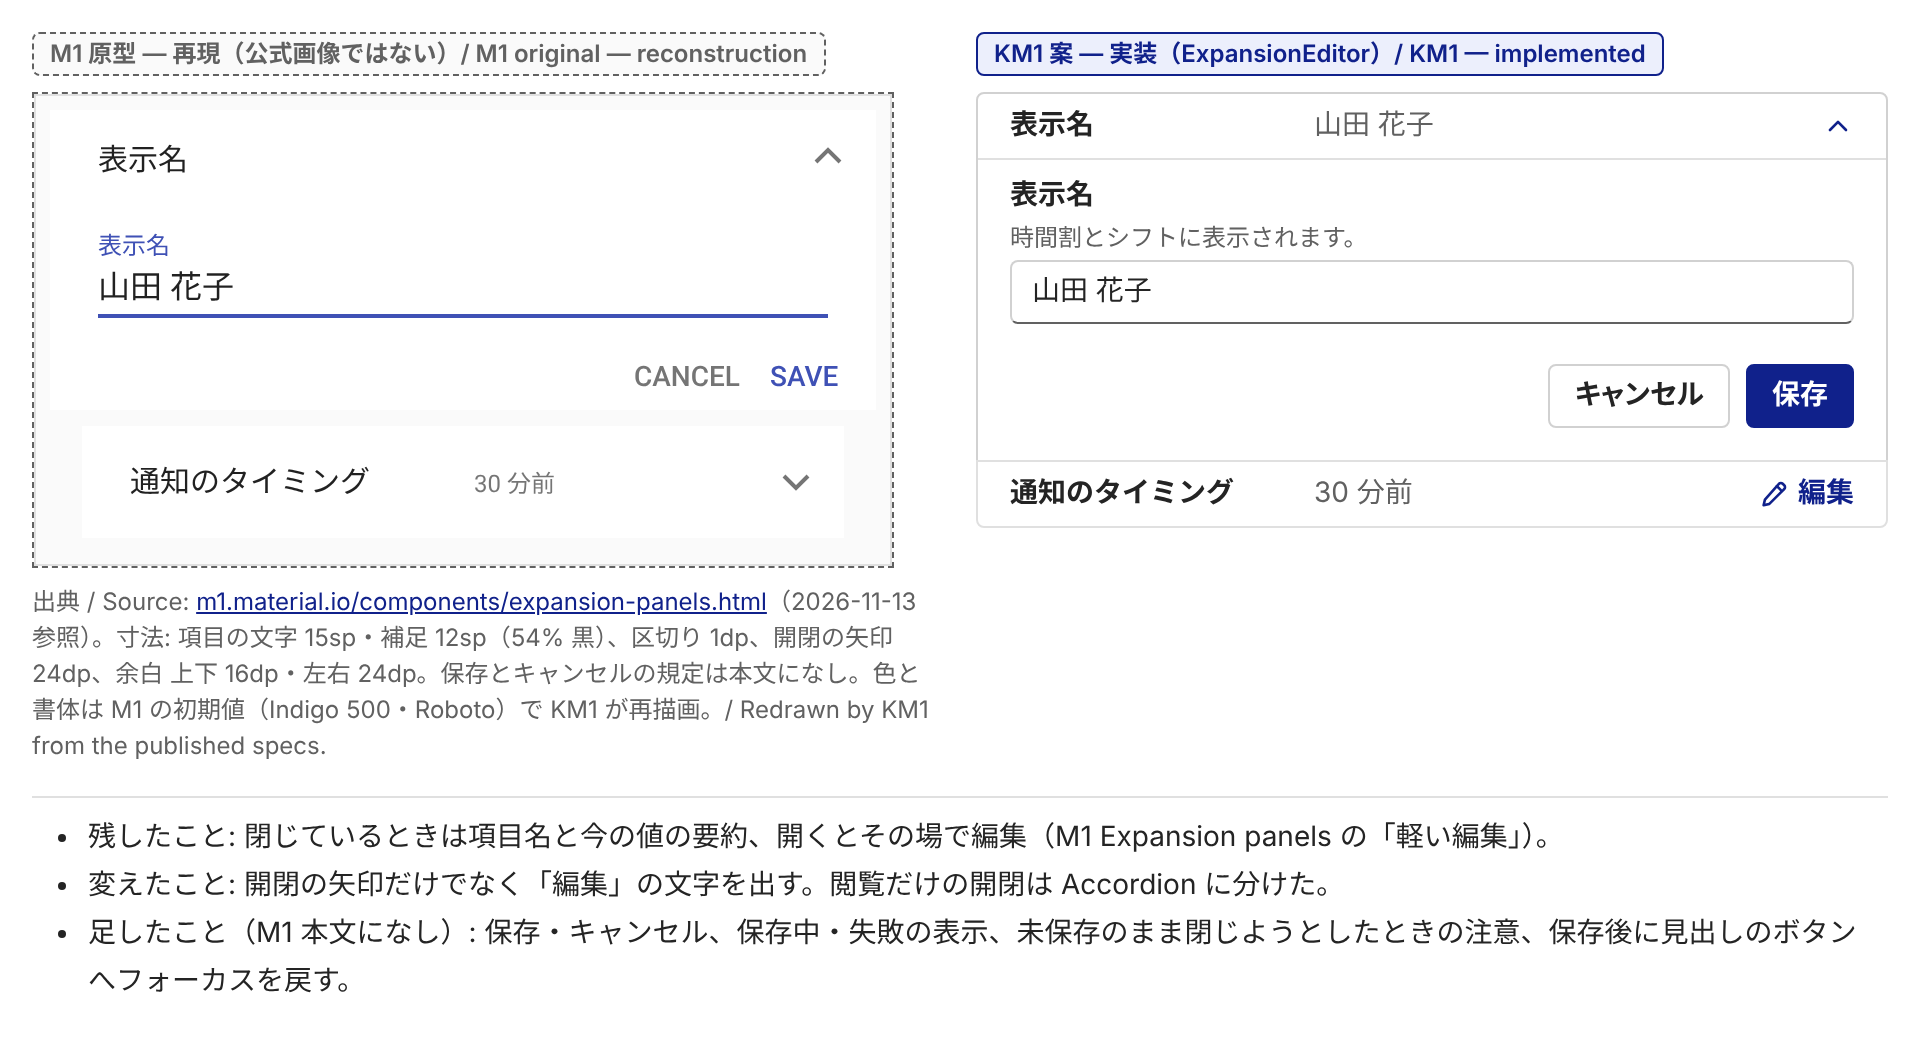 M1 原型 — 再現（公式画像ではない）/ M1 original — reconstruction
表示名
表示名
山田 花子
CANCEL SAVE
通知のタイミング 30 分前
出典 / Source: m1.material.io/components/expansion-panels.html（2026-11-13
参照）。寸法: 項目の文字 15sp・補足 12sp（54% 黒）、区切り 1dp、開閉の矢印
24dp、余白 上下 16dp・左右 24dp。保存とキャンセルの規定は本文になし。色と
書体は M1 の初期値（Indigo 500・Roboto）で KM1 が再描画。/ Redrawn by KM1
from the published specs.
KM1 案 — 実装（ExpansionEditor）/ KM1 — implemented
表示名 山田 花子
表示名
時間割とシフトに表示されます。
山田 花子
キャンセル 保存
通知のタイミング 30 分前 編集
• 残したこと: 閉じているときは項目名と今の値の要約、開くとその場で編集（M1 Expansion panels の「軽い編集」）。
• 変えたこと: 開閉の矢印だけでなく「編集」の文字を出す。閲覧だけの開閉は Accordion に分けた。
• 足したこと（M1 本文になし）: 保存・キャンセル、保存中・失敗の表示、未保存のまま閉じようとしたときの注意、保存後に見出しのボタン
へフォーカスを戻す。